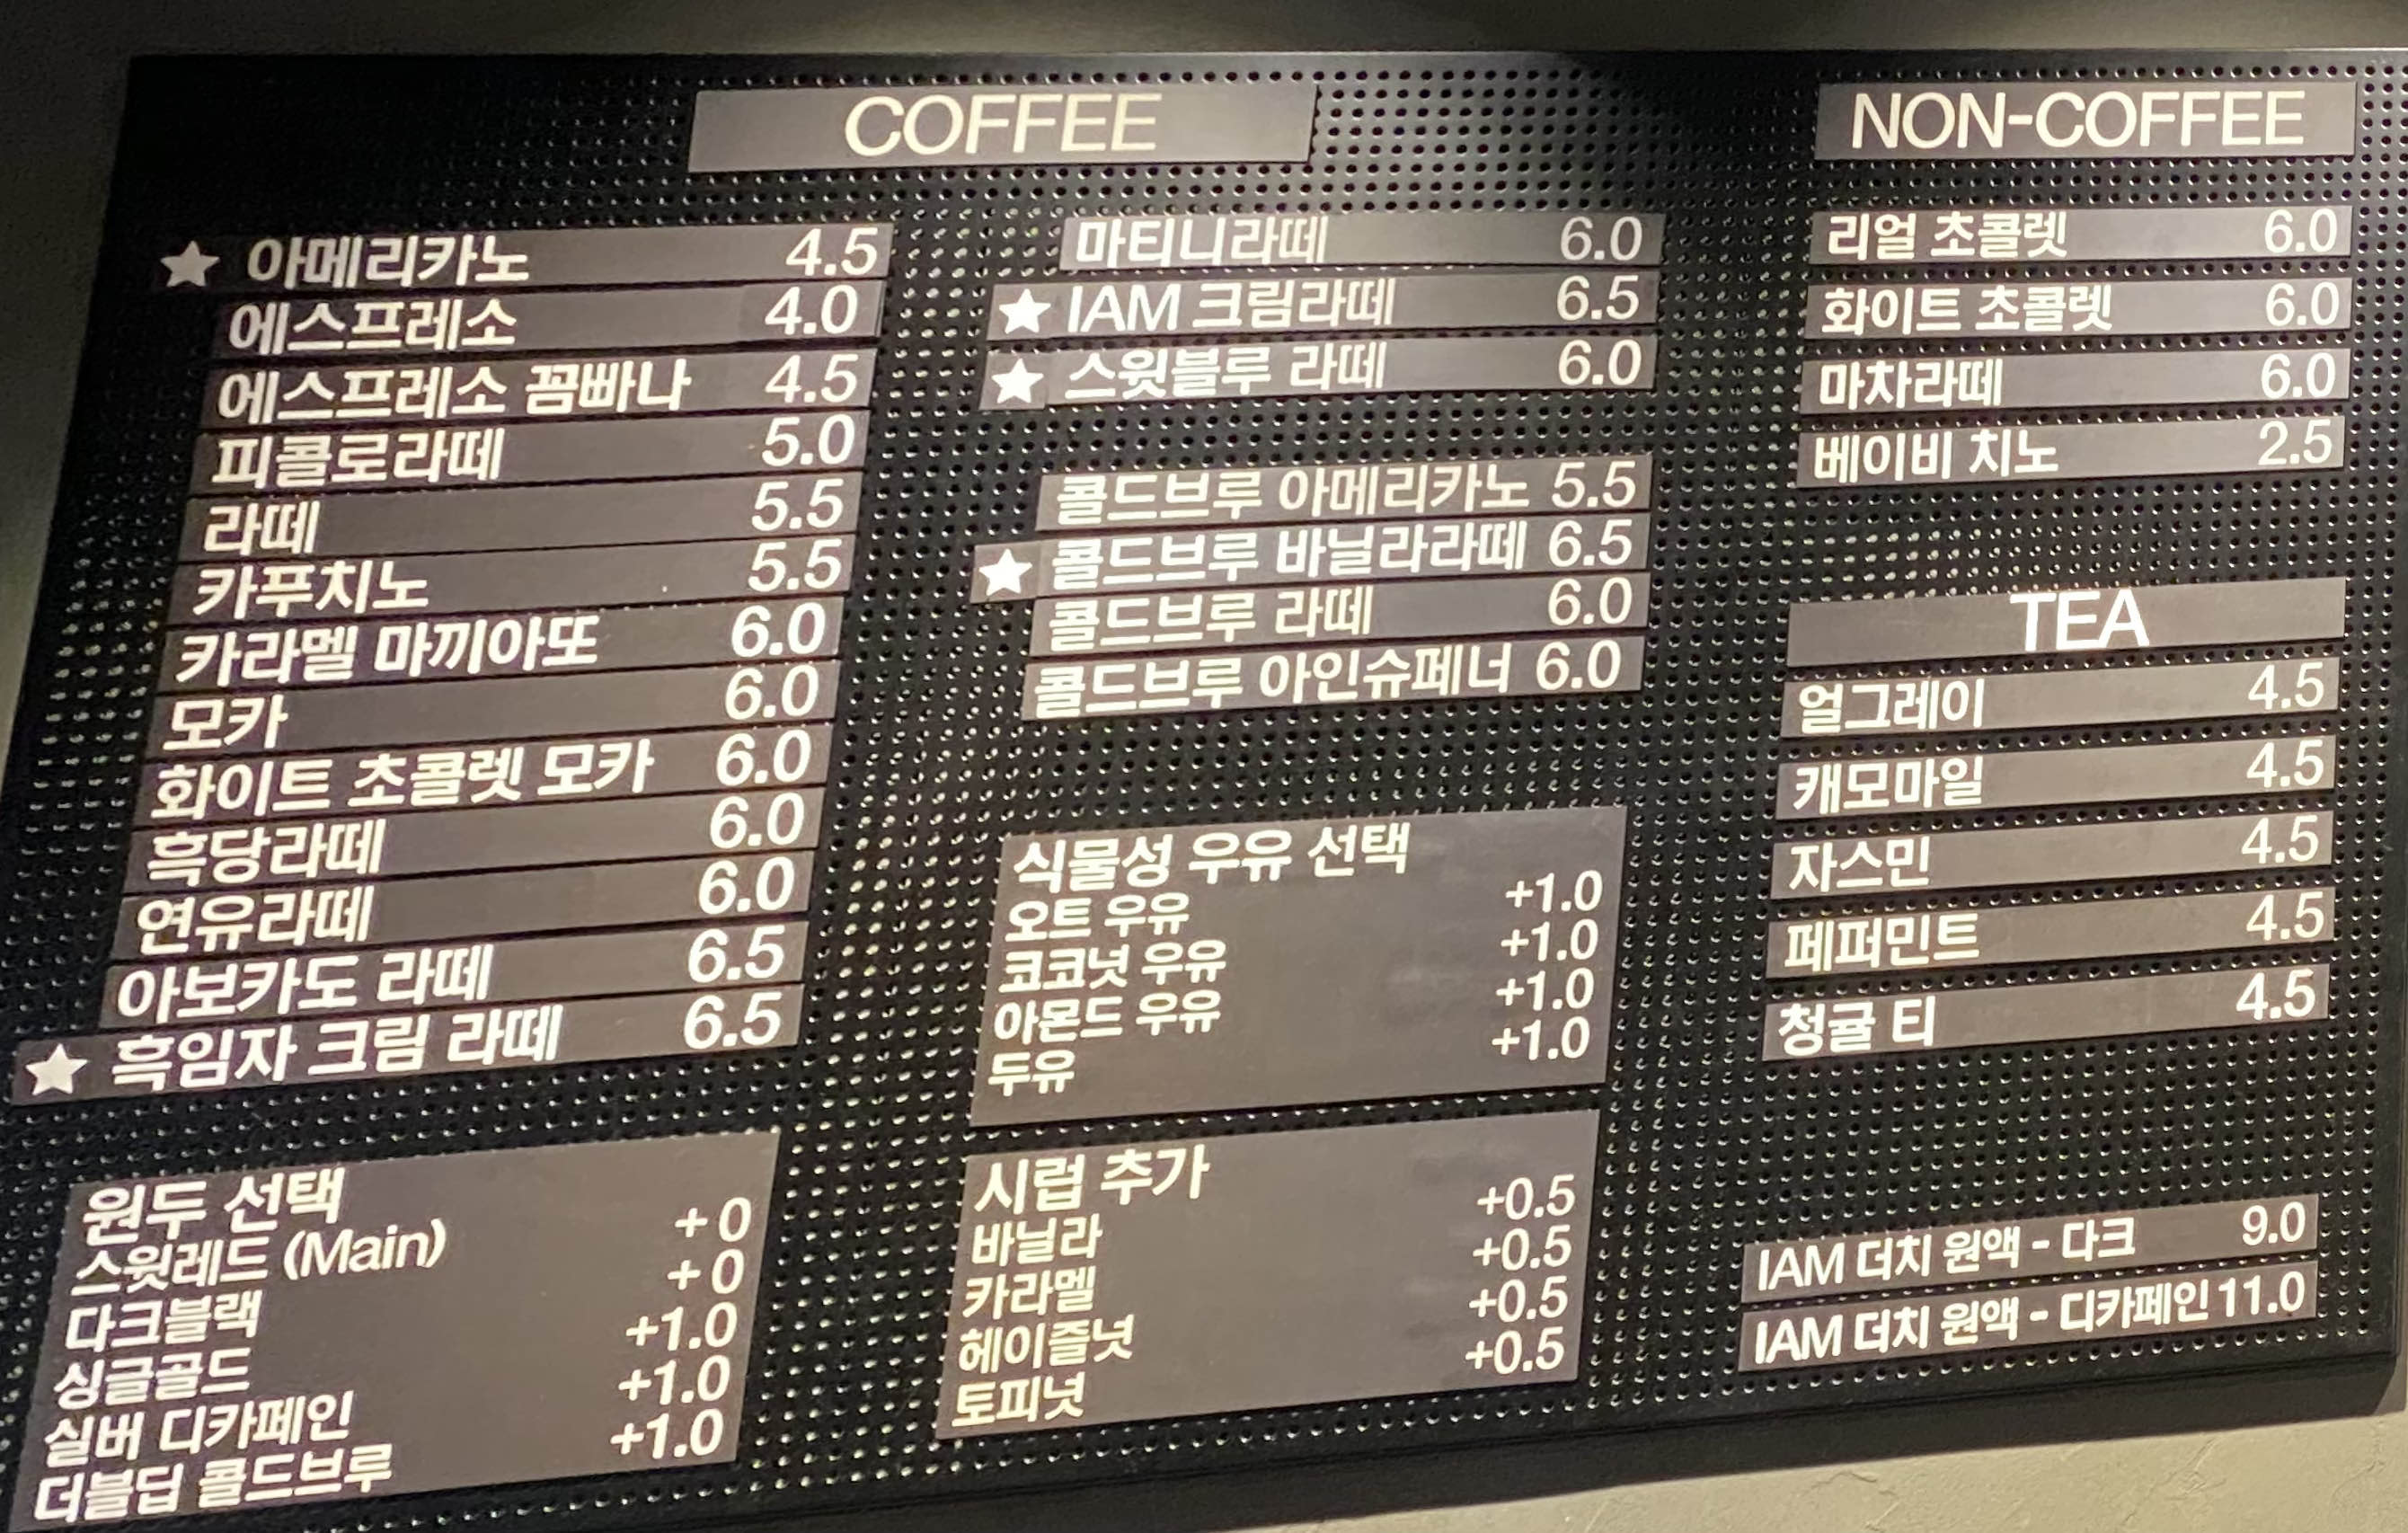 COFFEE
★ 아메리카노 4.5
에스프레소 4.0
에스프레소 꼼빠나 4.5
피콜로라떼 5.0
라떼 5.5
카푸치노 5.5
카라멜 마끼아또 6.0
모카 6.0
화이트 초콜렛 모카 6.0
흑당라떼 6.0
연유라떼 6.0
아보카도 라떼 6.5
★ 흑임자 크림 라떼 6.5
원두 선택
스윗레드 (Main) +0
다크블랙 +0
싱글골드 +1.0
실버 디카페인 +1.0
더블딥 콜드브루 +1.0
마티니라떼 6.0
★ IAM 크림라떼 6.5
★ 스윗블루 라떼 6.0
콜드브루 아메리카노 5.5
★ 콜드브루 바닐라라떼 6.5
콜드브루 라떼 6.0
콜드브루 아인슈페너 6.0
식물성 우유 선택
오트 우유 +1.0
코코넛 우유 +1.0
아몬드 우유 +1.0
두유 +1.0
시럽 추가
바닐라 +0.5
카라멜 +0.5
헤이즐넛 +0.5
토피넛 +0.5
NON-COFFEE
리얼 초콜렛 6.0
화이트 초콜렛 6.0
마차라떼 6.0
베이비 치노 2.5
TEA
얼그레이 4.5
캐모마일 4.5
자스민 4.5
페퍼민트 4.5
청귤 티 4.5
IAM 더치 원액 - 다크 9.0
IAM 더치 원액 - 디카페인 11.0